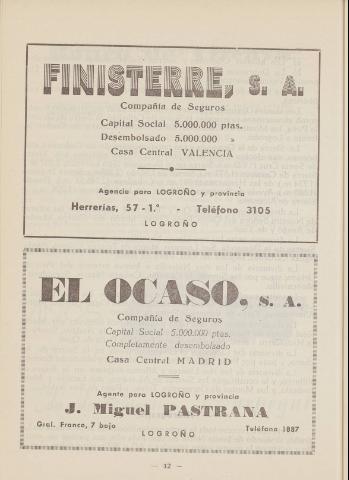 FINISTERRE, S. A.
Compañía de Seguros
Capital Social 5.000.000 ptas.
Desembolsado 5.000.000 »
Casa Central VALENCIA
Agencia para LOGROÑO y provincia
Herrerías, 57 - 1.° - Teléfono 3105
LOGROÑO
EL OCASO, S. A.
Compañía de Seguros
Capital Social 5.000.000 ptas.
Completamente desembolsado
Casa Central MADRID
Agente para LOGROÑO y provincia
J. Miguel PASTRANA
Gral. Franco, 7 bajo Teléfono 1887
LOGROÑO
— 12 —